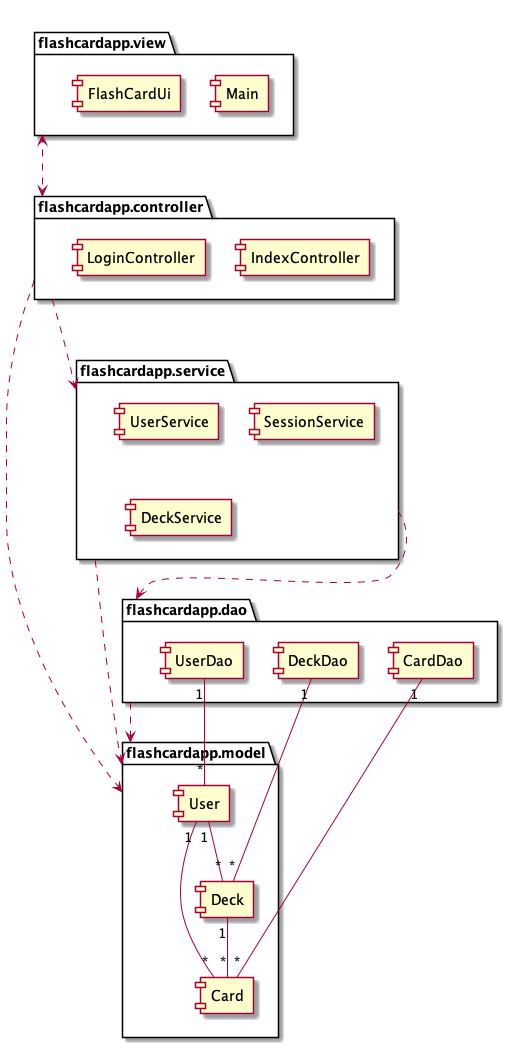 flashcardapp.view
FlashCardUi
Main
flashcardapp.controller
LoginController
IndexController
flashcardapp.service
UserService
SessionService
DeckService
flashcardapp.dao
UserDao
DeckDao
CardDao
1
1
1
flashcardapp.model
*
User
1
1
*
*
Deck
1
*
*
*
Card